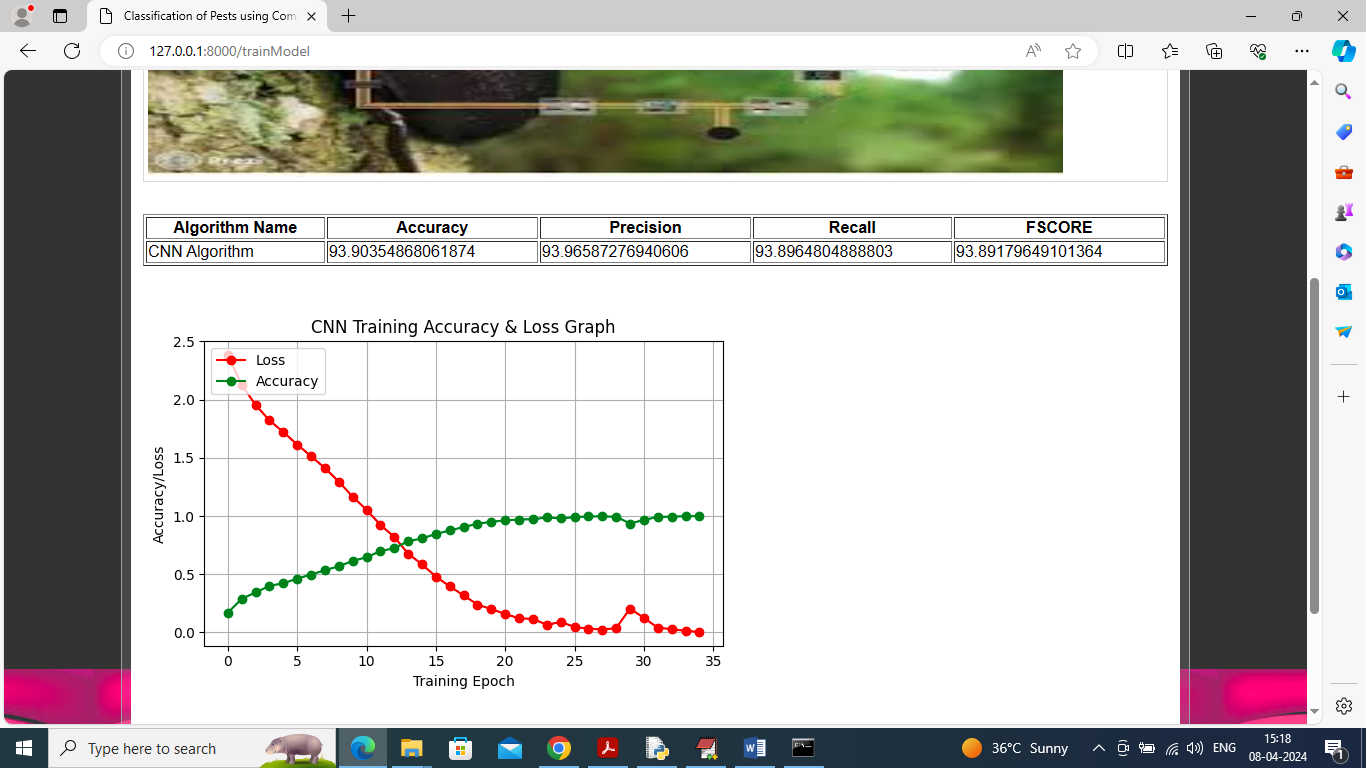 Classification of Pests using Com
127.0.0.1:8000/trainModel
Prezi
Algorithm Name Accuracy Precision Recall FSCORE
CNN Algorithm 93.90354868061874 93.96587276940606 93.8964804888803 93.89179649101364
CNN Training Accuracy & Loss Graph
Loss
Accuracy
2.5
2.0
1.5
1.0
0.5
0.0
Accuracy/Loss
0 5 10 15 20 25 30 35
Training Epoch
Type here to search
36°C Sunny
ENG
15:18
08-04-2024
1